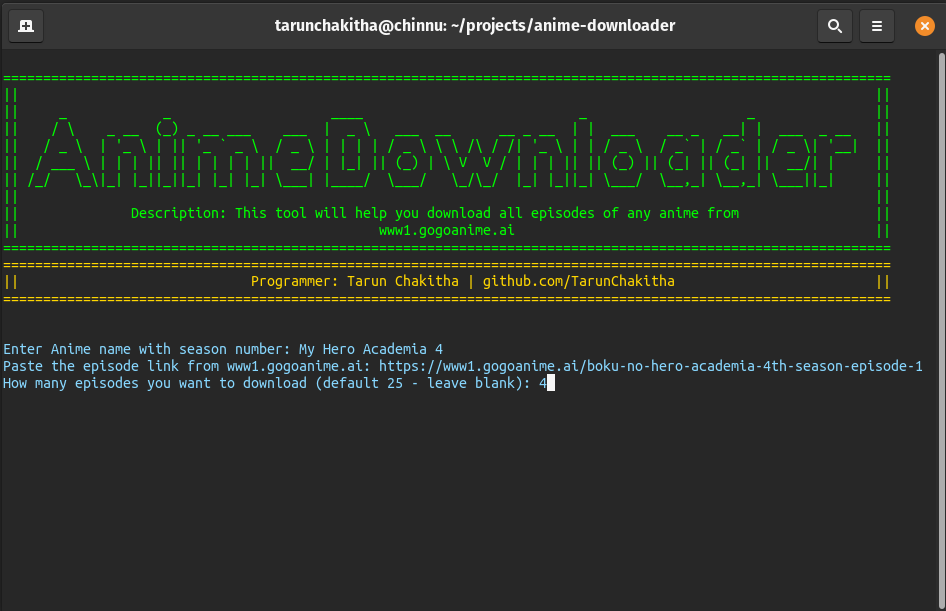 tarunchakitha@chinnu: ~/projects/anime-downloader
AnimeDownloader
Description: This tool will help you download all episodes of any anime from
www1.gogoanime.ai
Programmer: Tarun Chakitha | github.com/TarunChakitha
Enter Anime name with season number: My Hero Academia 4
Paste the episode link from www1.gogoanime.ai: https://www1.gogoanime.ai/boku-no-hero-academia-4th-season-episode-1
How many episodes you want to download (default 25 - leave blank): 4